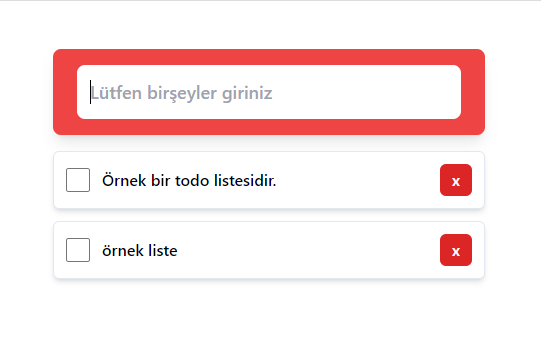 Lütfen birşeyler giriniz
Örnek bir todo listesidir.
x
örnek liste
x